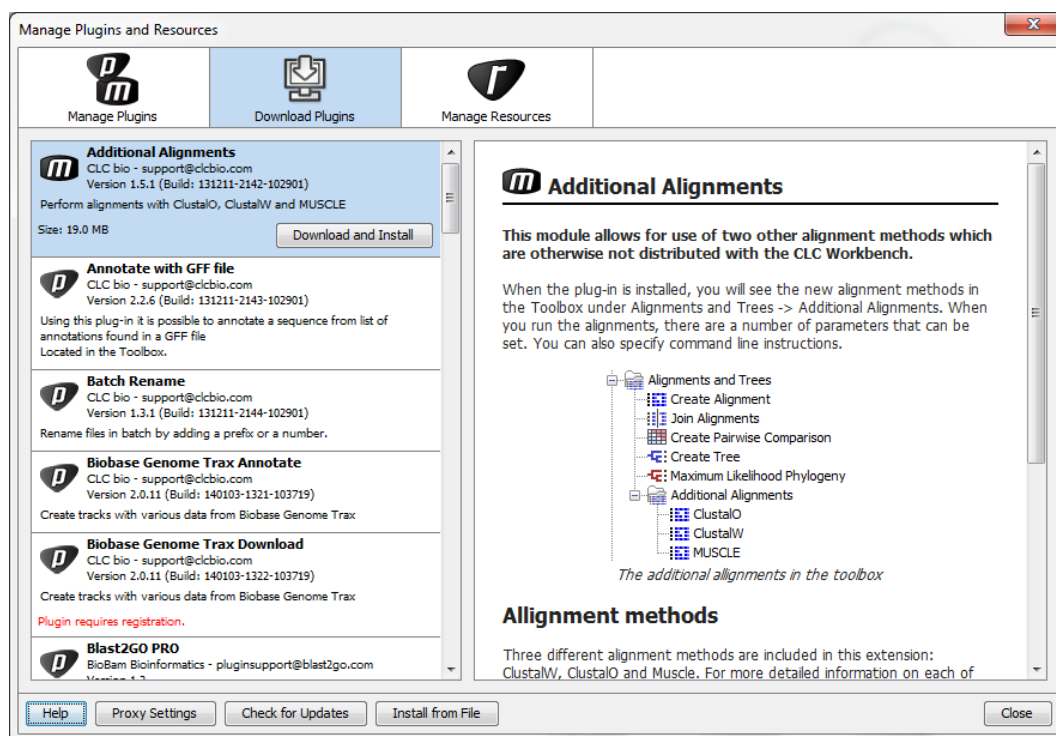 Manage Plugins and Resources
Manage Plugins
Download Plugins
Manage Resources
Additional Alignments
CLC bio - support@clcbio.com
Version 1.5.1 (Build: 131211-2142-102901)
Perform alignments with ClustalO, ClustalW and MUSCLE
Size: 19.0 MB
Download and Install
Annotate with GFF file
CLC bio - support@clcbio.com
Version 2.2.6 (Build: 131211-2143-102901)
Using this plug-in it is possible to annotate a sequence from list of
annotations found in a GFF file
Located in the Toolbox.
Batch Rename
CLC bio - support@clcbio.com
Version 1.3.1 (Build: 131211-2144-102901)
Rename files in batch by adding a prefix or a number.
Biobase Genome Trax Annotate
CLC bio - support@clcbio.com
Version 2.0.11 (Build: 140103-1321-103719)
Create tracks with various data from Biobase Genome Trax
Biobase Genome Trax Download
CLC bio - support@clcbio.com
Version 2.0.11 (Build: 140103-1322-103719)
Create tracks with various data from Biobase Genome Trax
Plugin requires registration.
Blast2GO PRO
BioBam Bioinformatics - pluginsupport@blast2go.com
Additional Alignments
This module allows for use of two other alignment methods which
are otherwise not distributed with the CLC Workbench.
When the plug-in is installed, you will see the new alignment methods in
the Toolbox under Alignments and Trees -> Additional Alignments. When
you run the alignments, there are a number of parameters that can be
set. You can also specify command line instructions.
Alignments and Trees
Create Alignment
Join Alignments
Create Pairwise Comparison
Create Tree
Maximum Likelihood Phylogeny
Additional Alignments
ClustalO
ClustalW
MUSCLE
The additional allignments in the toolbox
Allignment methods
Three different alignment methods are included in this extension:
ClustalW, ClustalO and Muscle. For more detailed information on each of
Help
Proxy Settings
Check for Updates
Install from File
Close